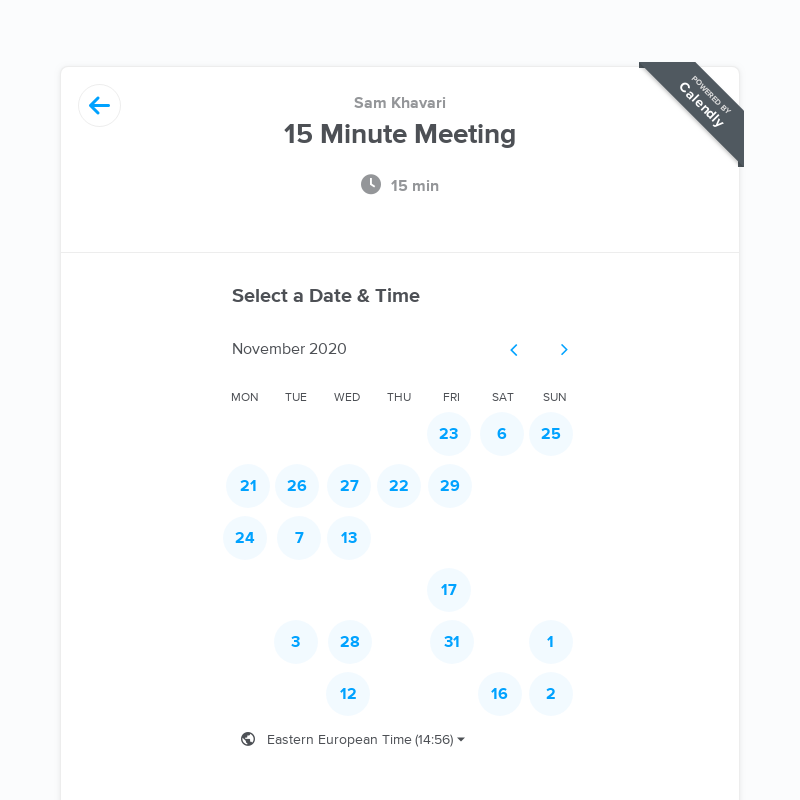 POWERED BY
Calendly
Sam Khavari
15 Minute Meeting
15 min
Select a Date & Time
November 2020
MON TUE WED THU FRI SAT SUN
23 6 25
21 26 27 22 29
24 7 13
17
3 28 31 1
12 16 2
Eastern European Time (14:56)